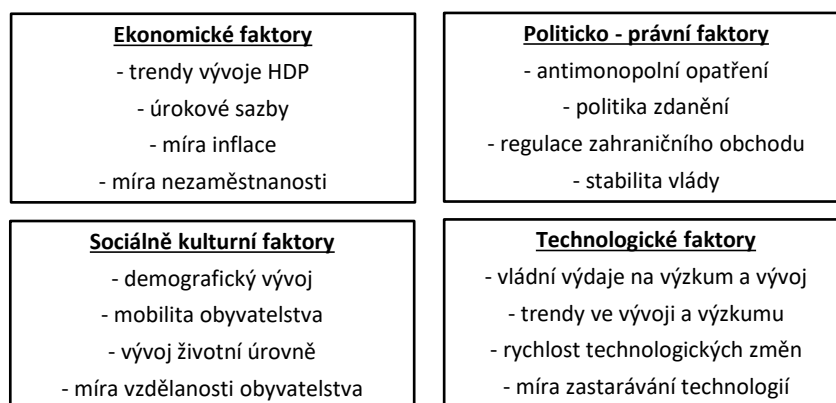 Ekonomické faktory
- trendy vývoje HDP
- úrokové sazby
- míra inflace
- míra nezaměstnanosti
Politicko - právní faktory
- antimonopolní opatření
- politika zdanění
- regulace zahraničního obchodu
- stabilita vlády
Sociálně kulturní faktory
- demografický vývoj
- mobilita obyvatelstva
- vývoj životní úrovně
- míra vzdělanosti obyvatelstva
Technologické faktory
- vládní výdaje na výzkum a vývoj
- trendy ve vývoji a výzkumu
- rychlost technologických změn
- míra zastarávání technologií